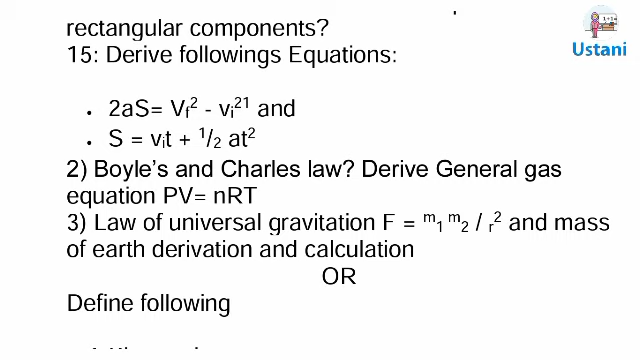 rectangular components?
15: Derive followings Equations:
Ustani
• 2aS= Vf² - vi²¹ and
• S = vit + ¹/₂ at²
2) Boyle's and Charles law? Derive General gas
equation PV= nRT
3) Law of universal gravitation F = ᵐ₁ ᵐ₂ / ᵣ² and mass
of earth derivation and calculation
OR
Define following